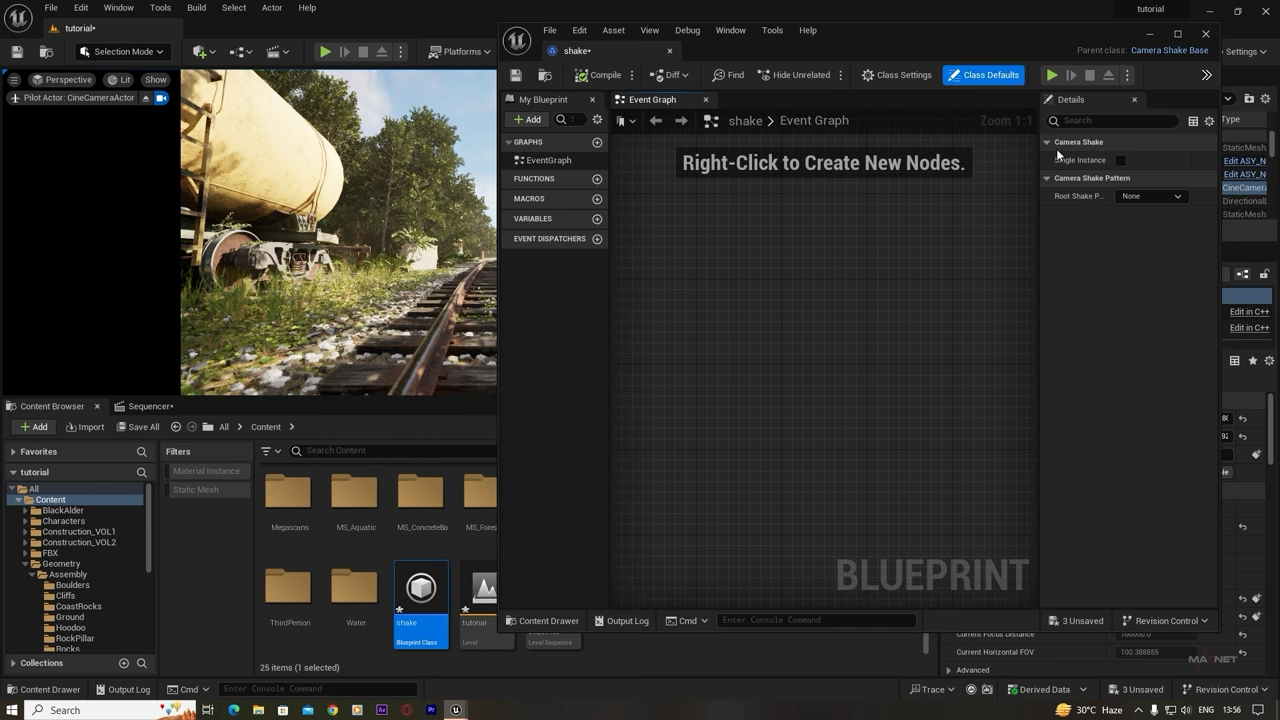 File Edit Window Tools Build Select Actor Help
tutorial
tutorial•
Selection Mode
Platforms
Settings
Perspective Lit Show
Pilot Actor: CineCameraActor
File Edit Asset View Debug Window Tools Help
shake•
Parent class: Camera Shake Base
Compile Diff Find Hide Unrelated Class Settings Class Defaults
My Blueprint
Event Graph
Details
Add
shake > Event Graph
Zoom 1:1
Search
Right-Click to Create New Nodes.
GRAPHS
EventGraph
FUNCTIONS
MACROS
VARIABLES
EVENT DISPATCHERS
Camera Shake
Single Instance
Camera Shake Pattern
Root Shake P...
None
BLUEPRINT
Content Drawer Output Log Cmd Enter Console Command 3 Unsaved Revision Control
Type
StaticMesh
Edit ASY_N
Edit ASY_N
CineCamera
Directional
StaticMesh
Edit in C++
Edit in C++
Content Browser
Sequencer•
Add Import Save All All Content
Favorites
Filters
Search Content
tutorial
Material Instance
Static Mesh
All
Content
BlackAlder
Characters
Construction_VOL1
Construction_VOL2
FBX
Geometry
Assembly
Boulders
Cliffs
CoastRocks
Ground
Hoodoo
RockPillar
Rocks
Collections
Megascans MS_Aquatic MS_ConcreteBa MS_Fores
ThirdPerson Water shake tutorial
Blueprint Class Level Level Sequence
25 items (1 selected)
Current Focus Distance 100000.0
Current Horizontal FOV 100.388855
Advanced
Content Drawer Output Log Cmd Enter Console Command
Trace Derived Data 3 Unsaved Revision Control
Search
30°C Haze ENG 13:56